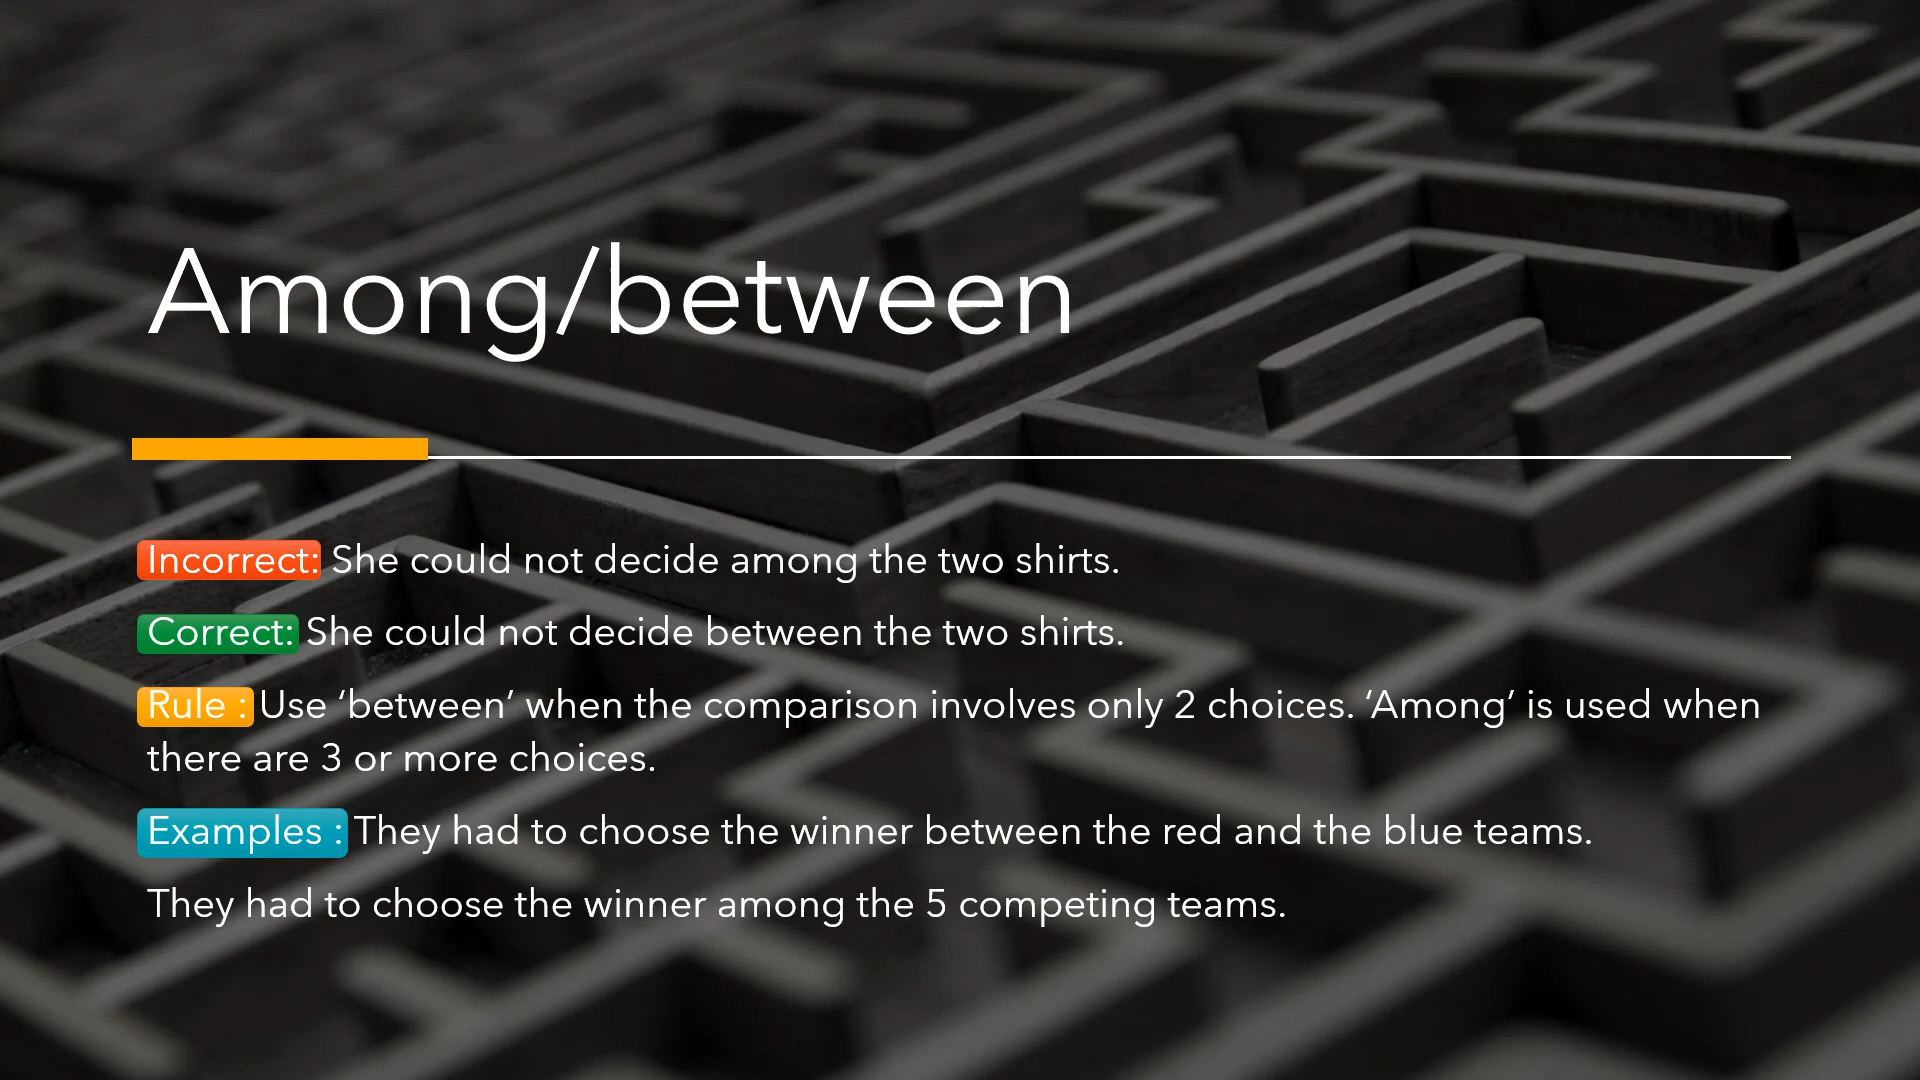 Among/between
Incorrect: She could not decide among the two shirts.
Correct: She could not decide between the two shirts.
Rule : Use ‘between’ when the comparison involves only 2 choices. ‘Among’ is used when
there are 3 or more choices.
Examples : They had to choose the winner between the red and the blue teams.
They had to choose the winner among the 5 competing teams.